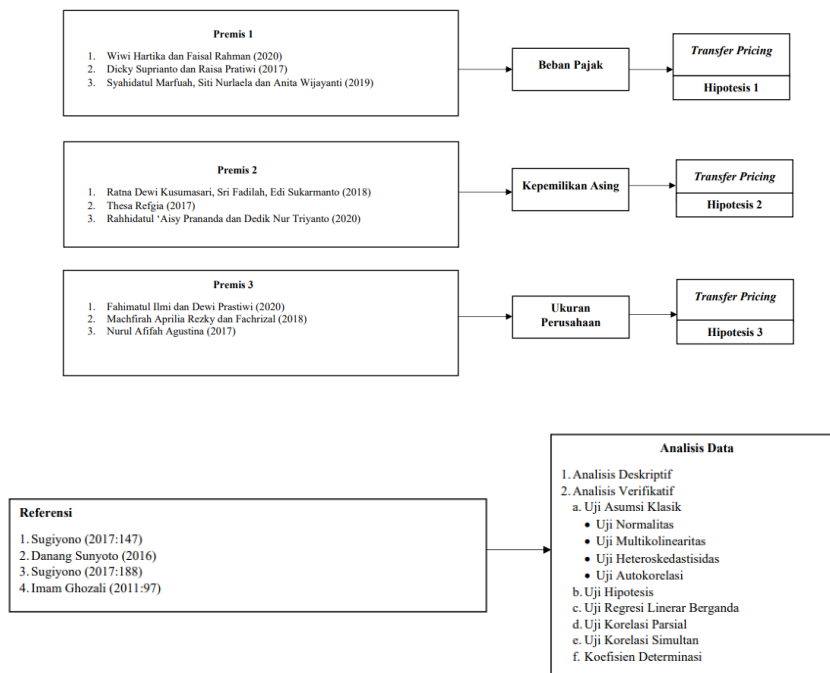 Premis 1
1. Wiwi Hartika dan Faisal Rahman (2020)
2. Dicky Suprianto dan Raisa Pratiwi (2017)
3. Syahidatul Marfuah, Siti Nurlaela dan Anita Wijayanti (2019)
Beban Pajak
Transfer Pricing
Hipotesis 1
Premis 2
1. Ratna Dewi Kusumasari, Sri Fadilah, Edi Sukarmanto (2018)
2. Thesa Refgia (2017)
3. Rahhidatul ‘Aisy Prananda dan Dedik Nur Triyanto (2020)
Kepemilikan Asing
Transfer Pricing
Hipotesis 2
Premis 3
1. Fahimatul Ilmi dan Dewi Prastiwi (2020)
2. Machfirah Aprilia Rezky dan Fachrizal (2018)
3. Nurul Afifah Agustina (2017)
Ukuran
Perusahaan
Transfer Pricing
Hipotesis 3
Referensi
1. Sugiyono (2017:147)
2. Danang Sunyoto (2016)
3. Sugiyono (2017:188)
4. Imam Ghozali (2011:97)
Analisis Data
1. Analisis Deskriptif
2. Analisis Verifikatif
a. Uji Asumsi Klasik
• Uji Normalitas
• Uji Multikolinearitas
• Uji Heteroskedastisidas
• Uji Autokorelasi
b. Uji Hipotesis
c. Uji Regresi Linerar Berganda
d. Uji Korelasi Parsial
e. Uji Korelasi Simultan
f. Koefisien Determinasi